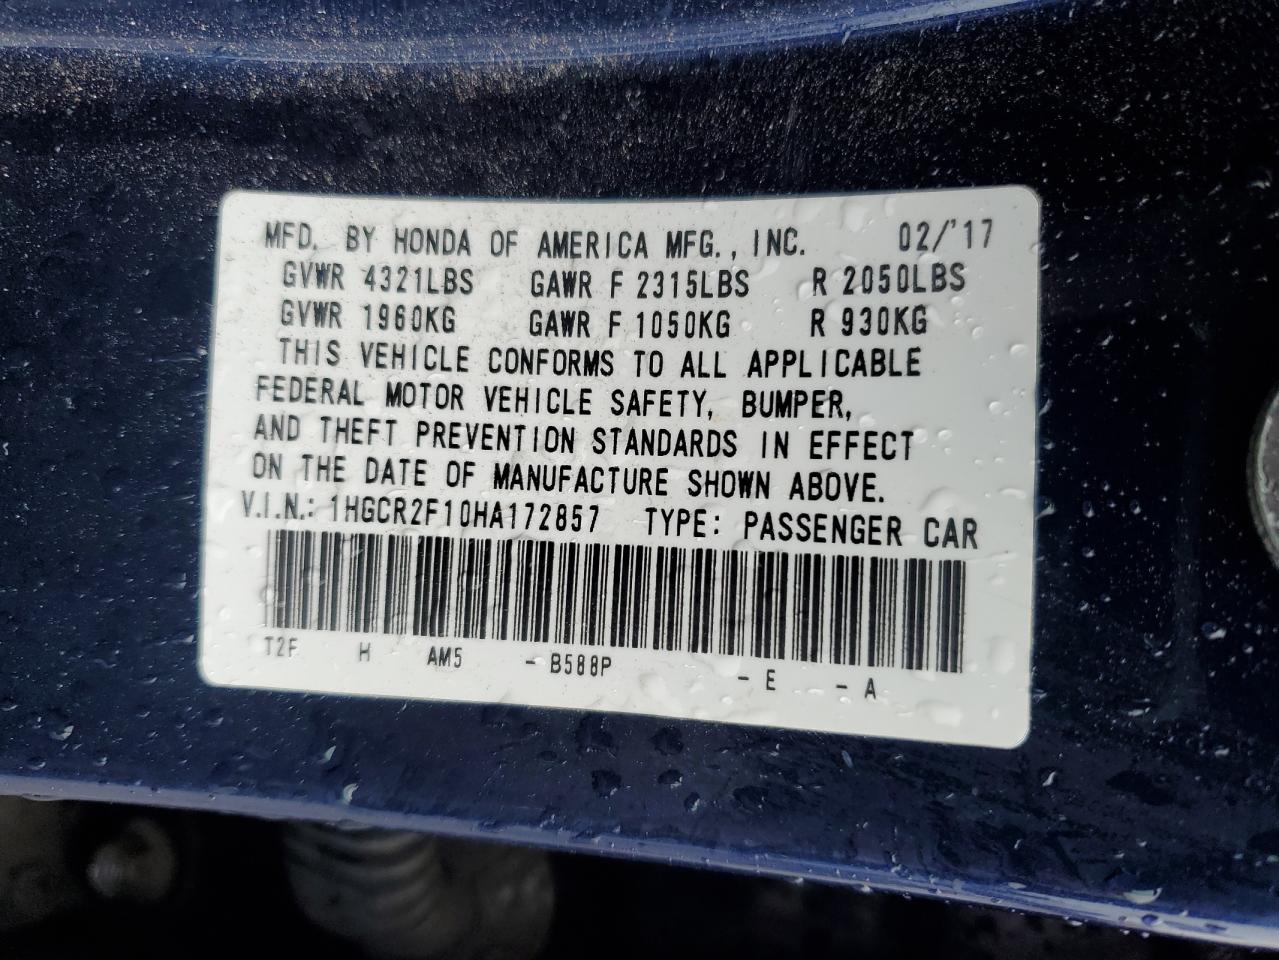 MFD. BY HONDA OF AMERICA MFG., INC. 02/'17
GVWR 4321LBS GAWR F 2315LBS R 2050LBS
GVWR 1960KG GAWR F 1050KG R 930KG
THIS VEHICLE CONFORMS TO ALL APPLICABLE
FEDERAL MOTOR VEHICLE SAFETY, BUMPER,
AND THEFT PREVENTION STANDARDS IN EFFECT
ON THE DATE OF MANUFACTURE SHOWN ABOVE.
V.I.N.: 1HGCR2F10HA172857 TYPE: PASSENGER CAR
T2F H AM5 - B588P - E - A